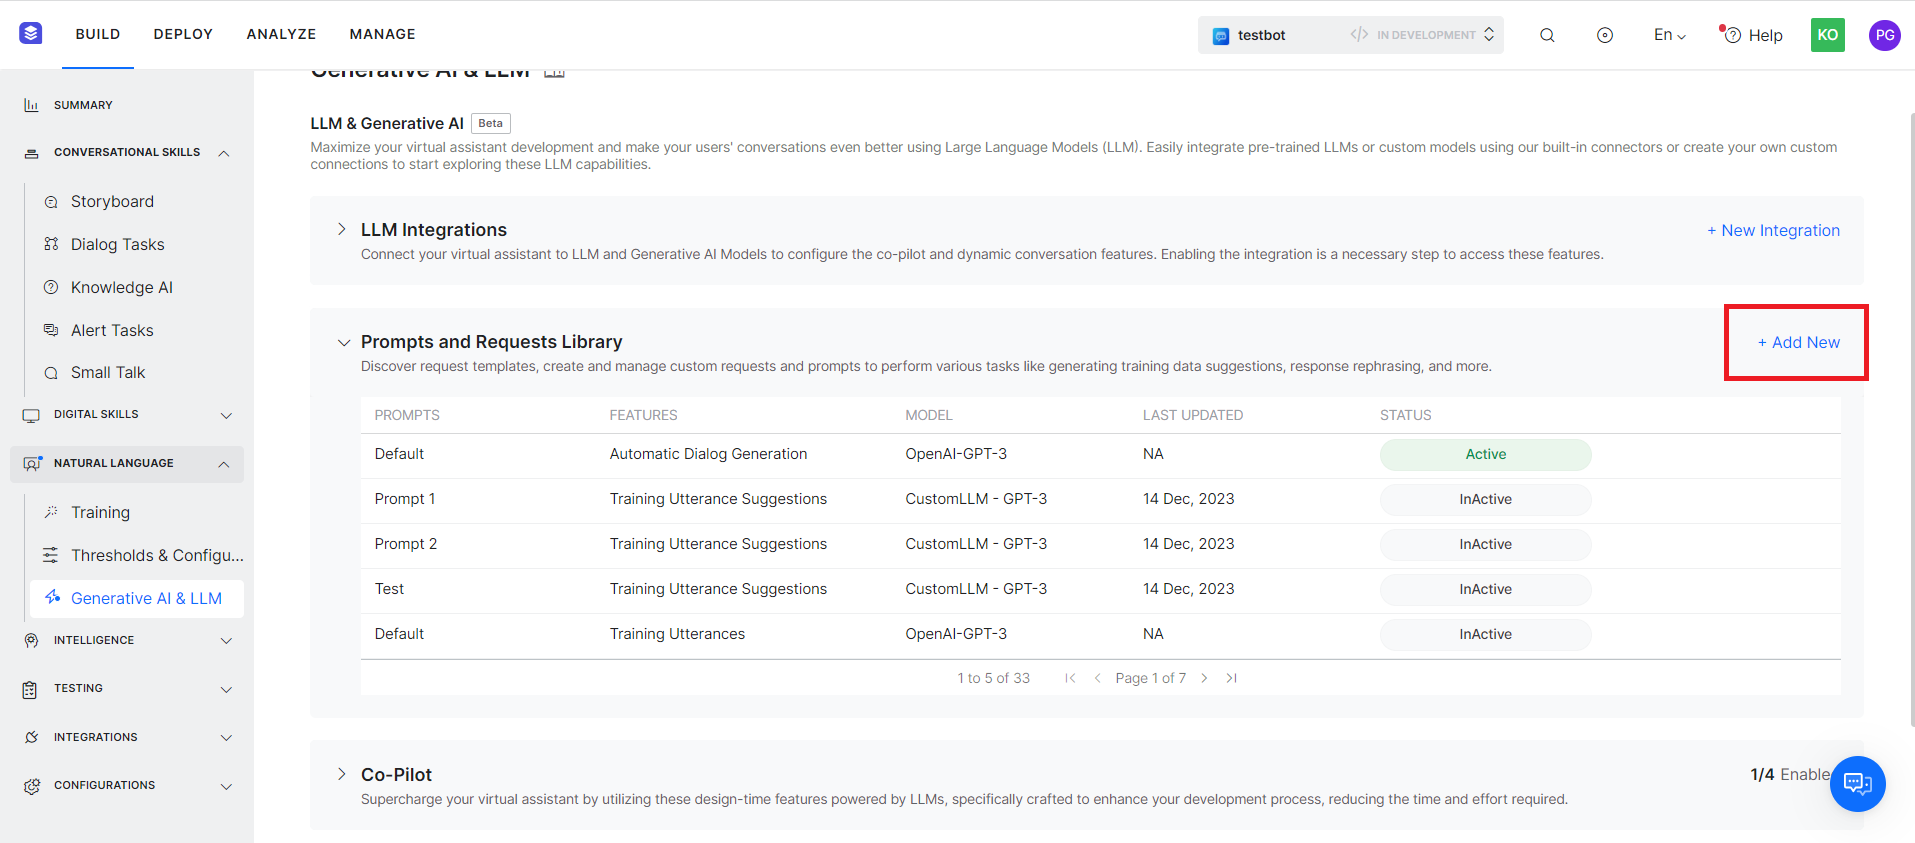 BUILD DEPLOY ANALYZE MANAGE testbot </> IN DEVELOPMENT En Help KO PG
SUMMARY
CONVERSATIONAL SKILLS
Storyboard
Dialog Tasks
Knowledge AI
Alert Tasks
Small Talk
DIGITAL SKILLS
NATURAL LANGUAGE
Training
Thresholds & Configu...
Generative AI & LLM
INTELLIGENCE
TESTING
INTEGRATIONS
CONFIGURATIONS
Generative AI & LLM
LLM & Generative AI Beta
Maximize your virtual assistant development and make your users' conversations even better using Large Language Models (LLM). Easily integrate pre-trained LLMs or custom models using our built-in connectors or create your own custom
connections to start exploring these LLM capabilities.
LLM Integrations + New Integration
Connect your virtual assistant to LLM and Generative AI Models to configure the co-pilot and dynamic conversation features. Enabling the integration is a necessary step to access these features.
Prompts and Requests Library + Add New
Discover request templates, create and manage custom requests and prompts to perform various tasks like generating training data suggestions, response rephrasing, and more.
PROMPTS FEATURES MODEL LAST UPDATED STATUS
Default Automatic Dialog Generation OpenAI-GPT-3 NA Active
Prompt 1 Training Utterance Suggestions CustomLLM - GPT-3 14 Dec, 2023 InActive
Prompt 2 Training Utterance Suggestions CustomLLM - GPT-3 14 Dec, 2023 InActive
Test Training Utterance Suggestions CustomLLM - GPT-3 14 Dec, 2023 InActive
Default Training Utterances OpenAI-GPT-3 NA InActive
1 to 5 of 33 Page 1 of 7
Co-Pilot 1/4 Enable
Supercharge your virtual assistant by utilizing these design-time features powered by LLMs, specifically crafted to enhance your development process, reducing the time and effort required.